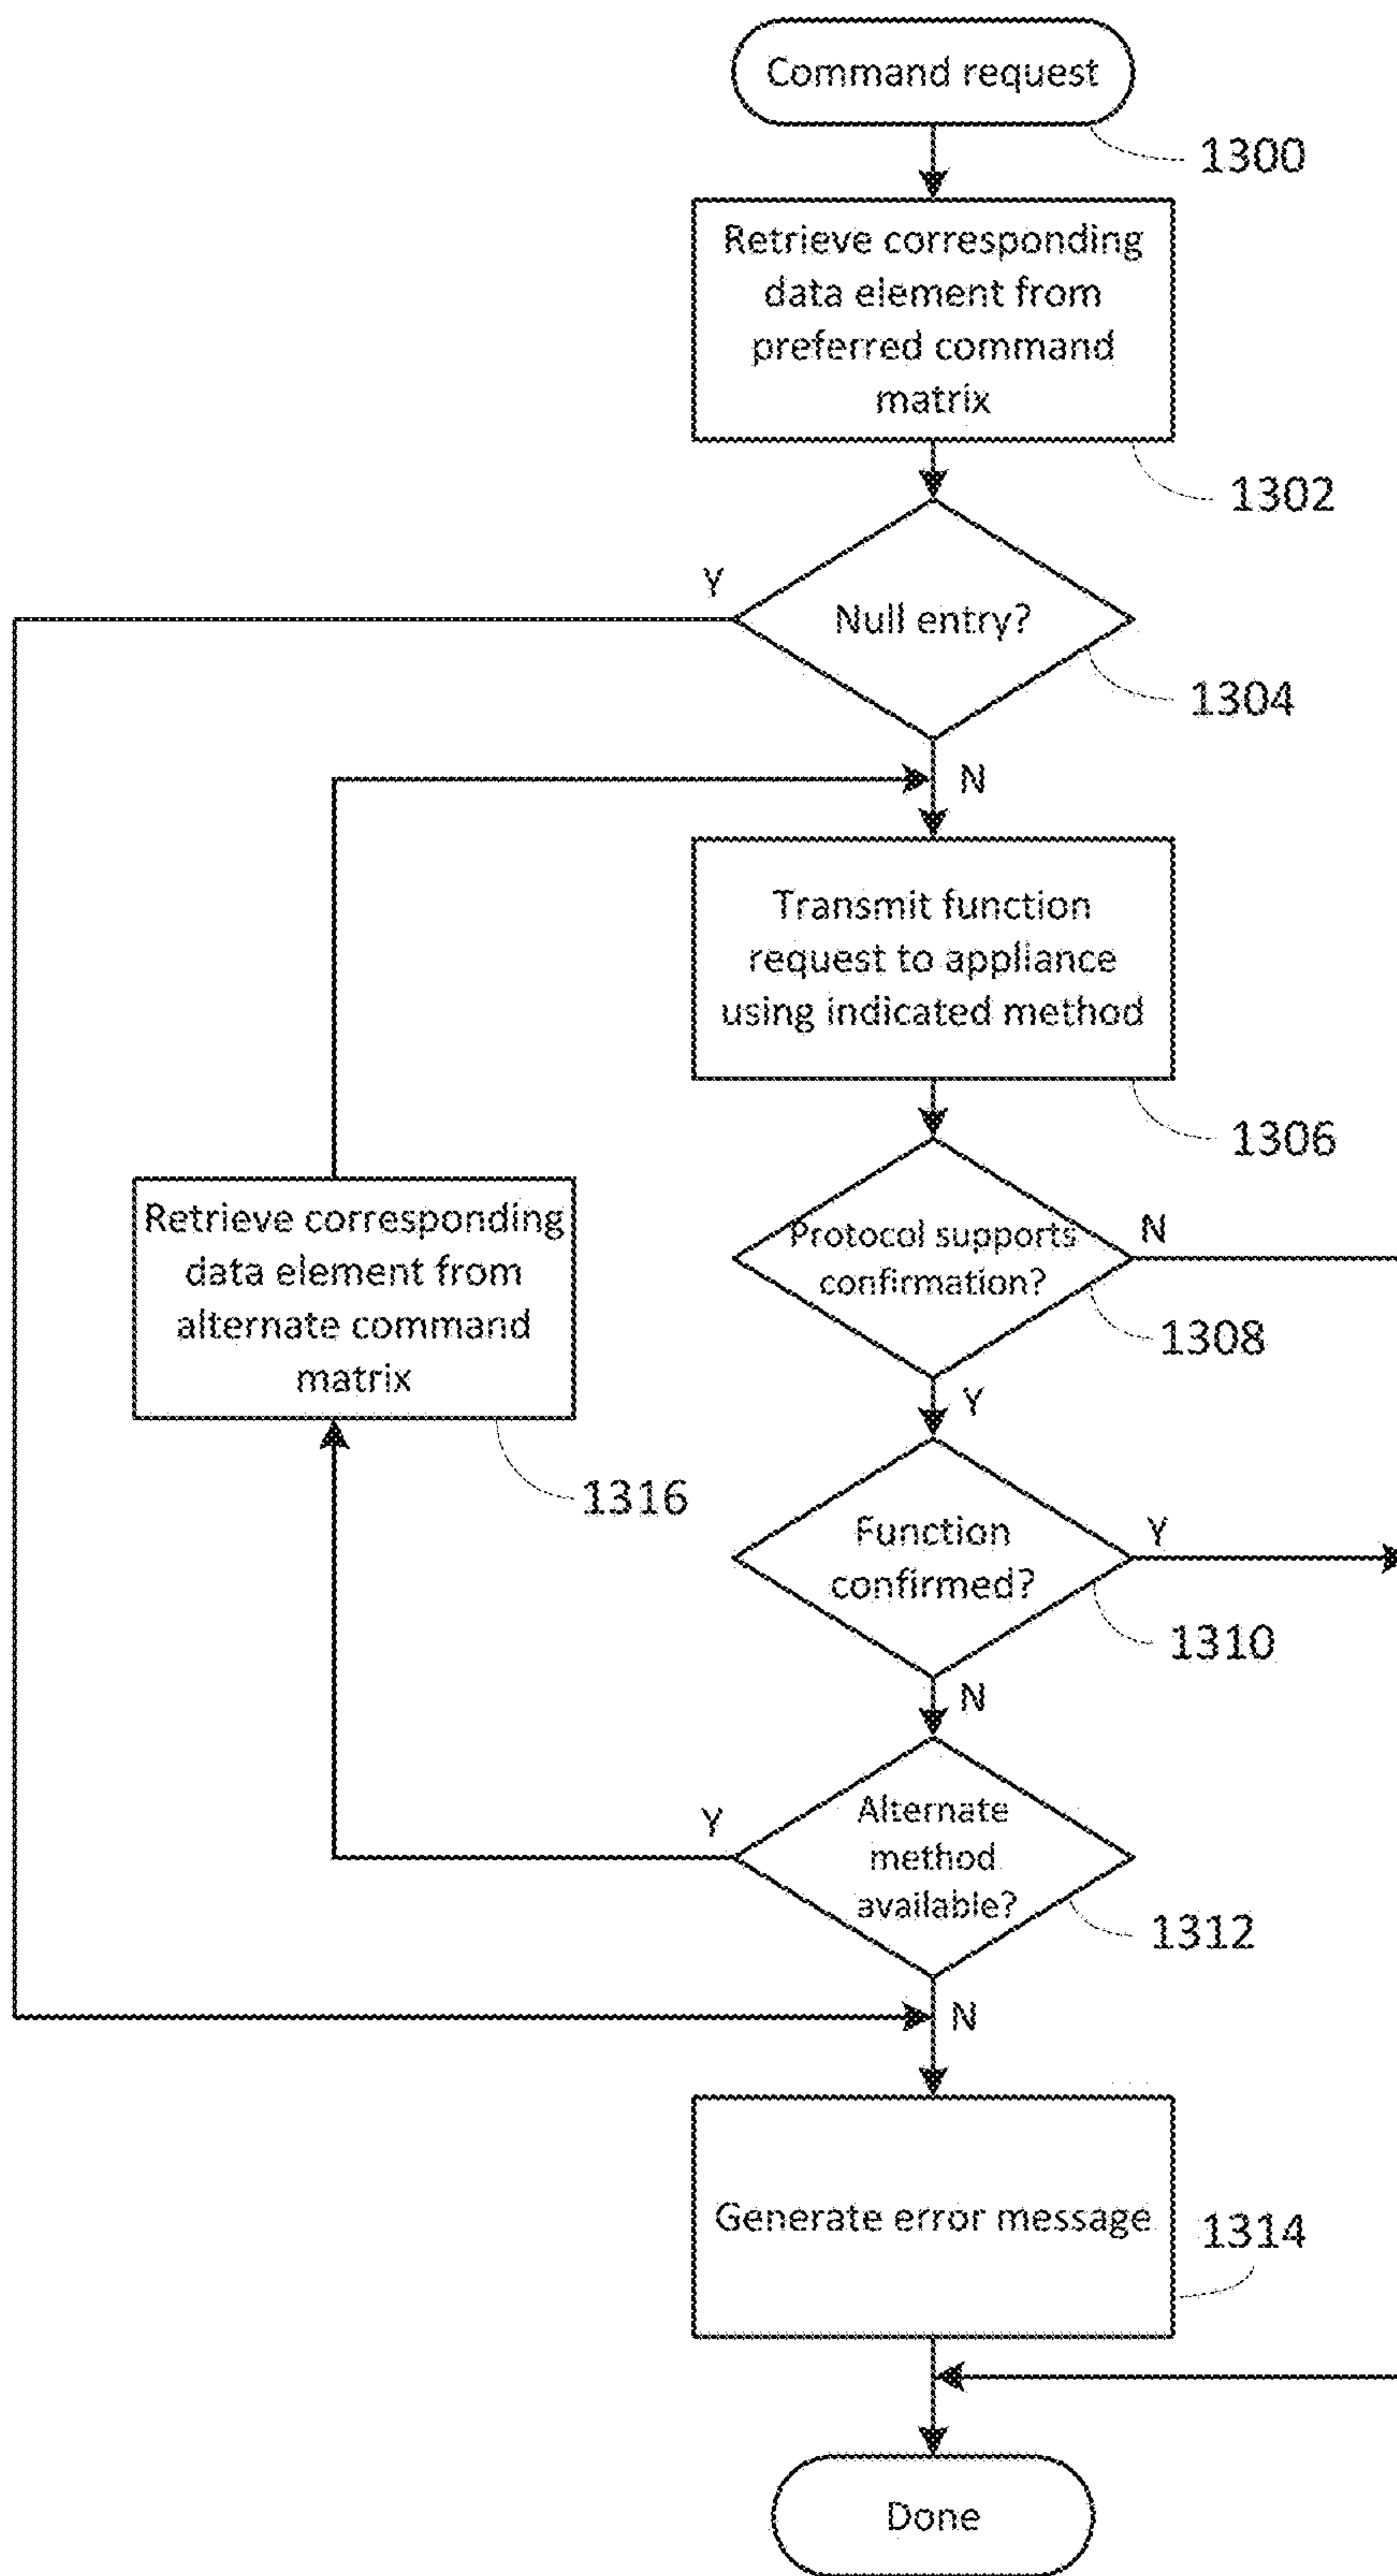 Command request
1300
Retrieve corresponding
data element from
preferred command
matrix
1302
Y
Null entry?
1304
N
Transmit function
request to appliance
using indicated method
1306
Retrieve corresponding
data element from
alternate command
matrix
1316
Protocol supports
confirmation?
N
1308
Y
Function
confirmed?
Y
1310
N
Y
Alternate
method
available?
1312
N
Generate error message
1314
Done